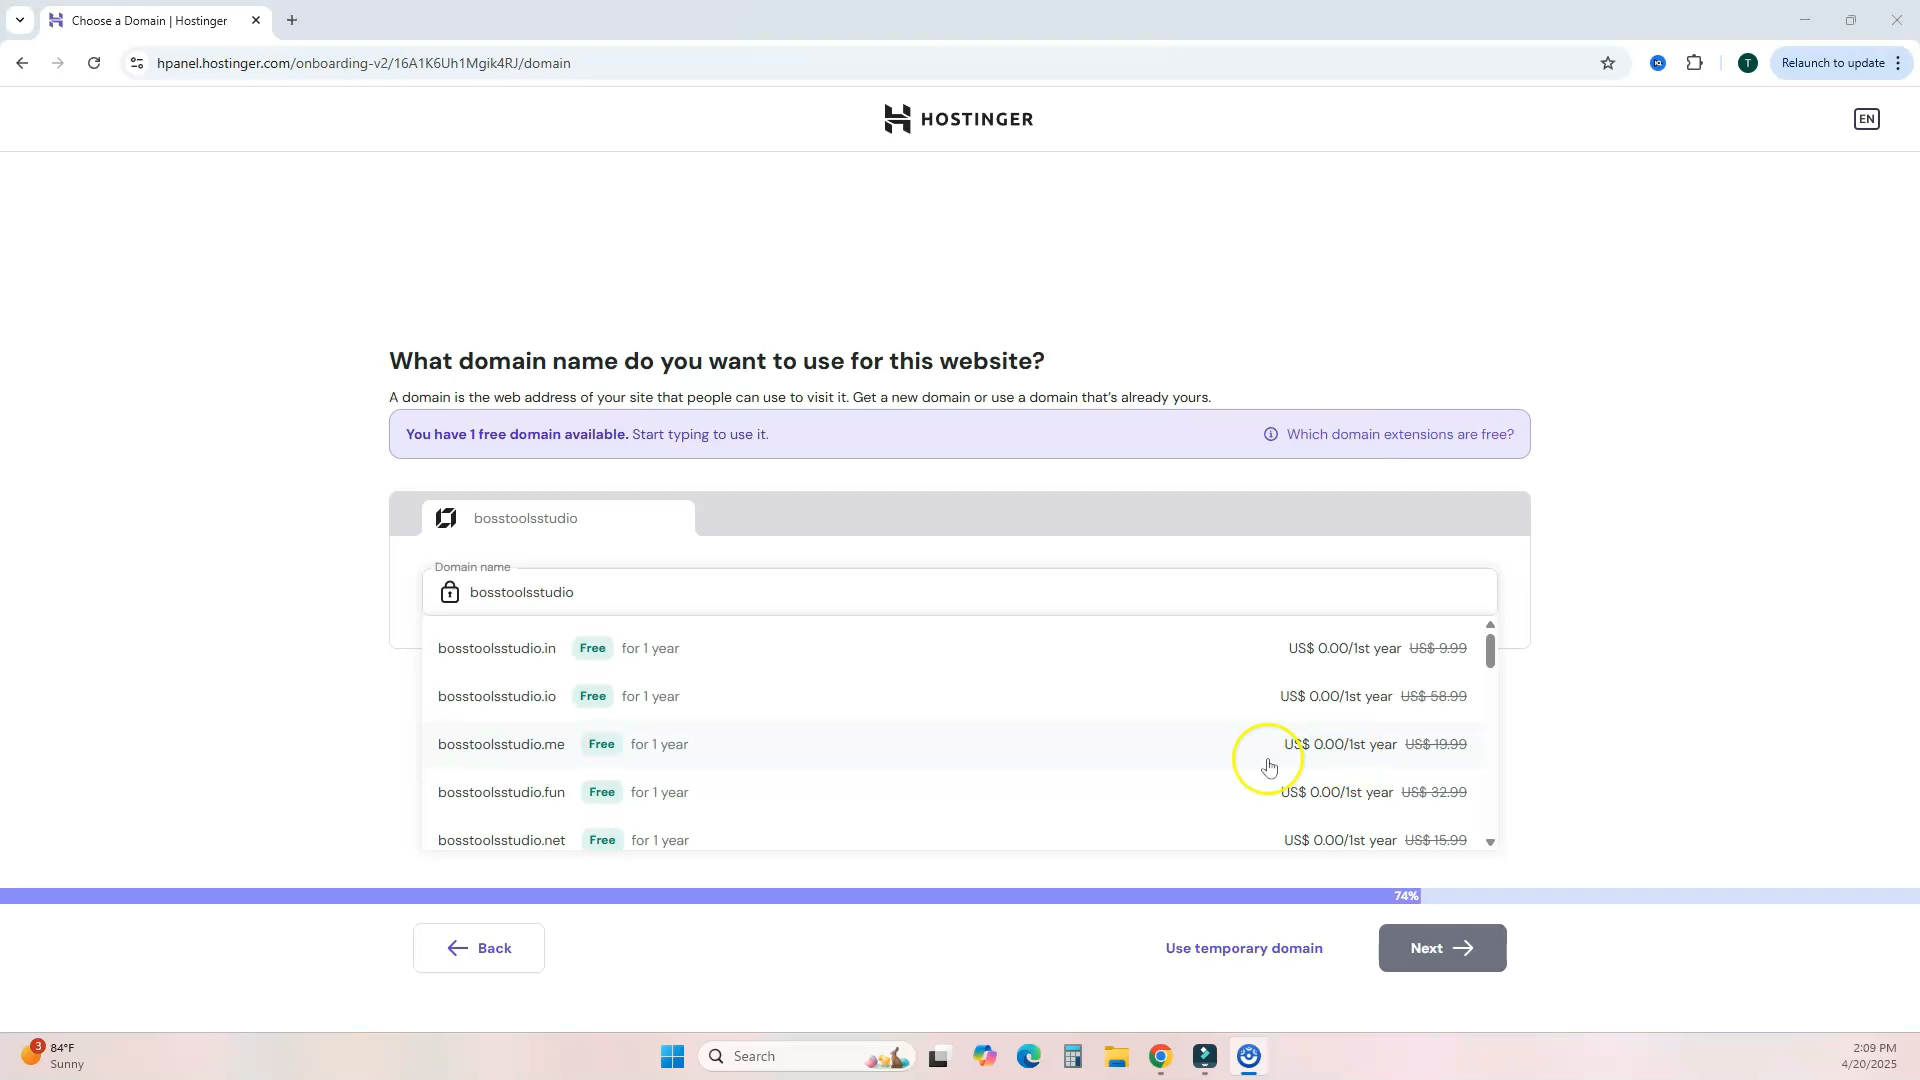 Choose a Domain | Hostinger
hpanel.hostinger.com/onboarding-v2/16A1K6Uh1Mgik4RJ/domain
T
Relaunch to update
HOSTINGER
EN
What domain name do you want to use for this website?
A domain is the web address of your site that people can use to visit it. Get a new domain or use a domain that's already yours.
You have 1 free domain available. Start typing to use it.
Which domain extensions are free?
bosstoolsstudio
Domain name
bosstoolsstudio
bosstoolsstudio.in Free for 1 year US$ 0.00/1st year US$ 9.99
bosstoolsstudio.io Free for 1 year US$ 0.00/1st year US$ 58.99
bosstoolsstudio.me Free for 1 year US$ 0.00/1st year US$ 19.99
bosstoolsstudio.fun Free for 1 year US$ 0.00/1st year US$ 32.99
bosstoolsstudio.net Free for 1 year US$ 0.00/1st year US$ 15.99
74%
Back
Use temporary domain
Next
3
84°F
Sunny
Search
2:09 PM
4/20/2025